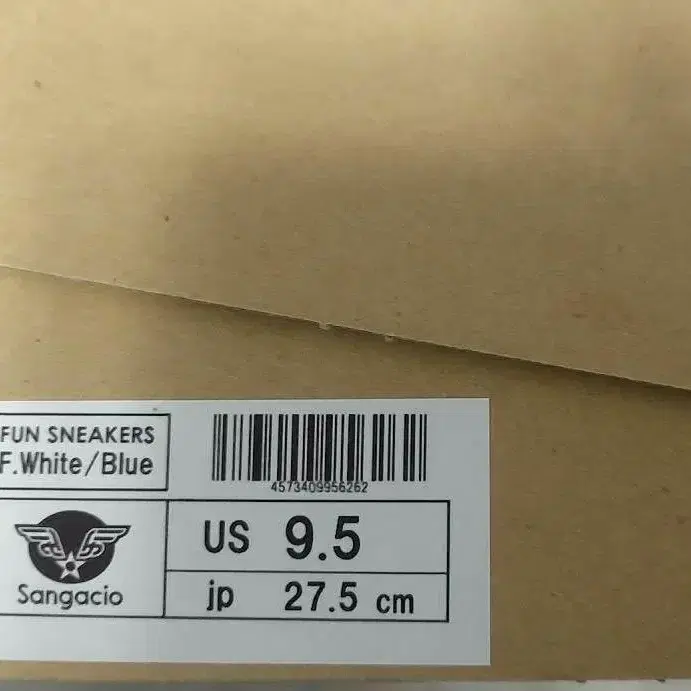 FUN SNEAKERS
F.White/Blue
4573409956262
Sangacio
US 9.5
jp 27.5 cm